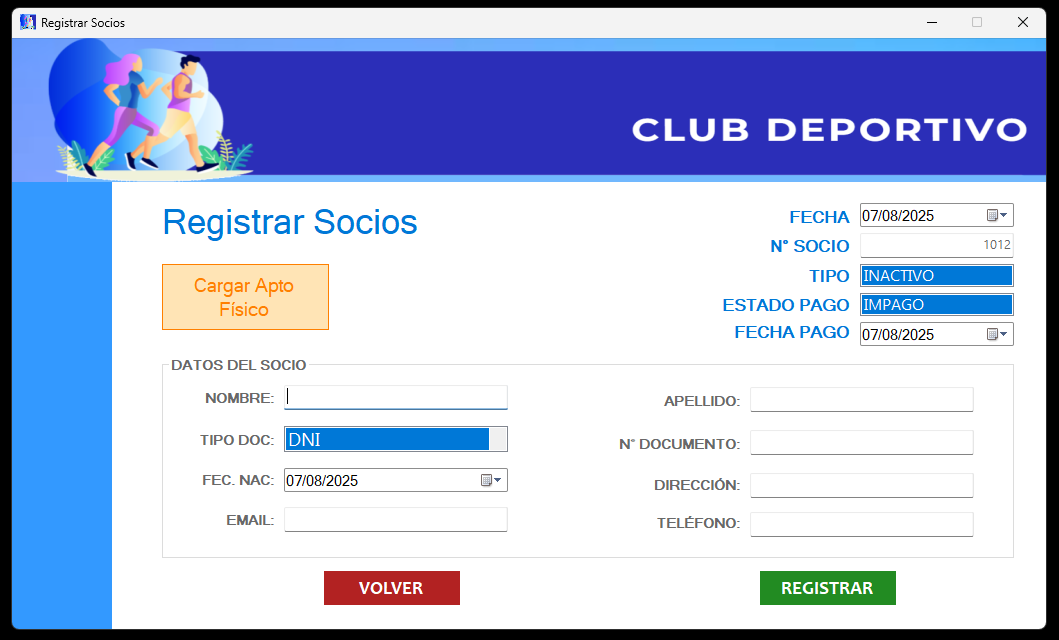 Registrar Socios
CLUB DEPORTIVO
Registrar Socios
Cargar Apto
Físico
FECHA 07/08/2025
N° SOCIO 1012
TIPO INACTIVO
ESTADO PAGO IMPAGO
FECHA PAGO 07/08/2025
DATOS DEL SOCIO
NOMBRE:
APELLIDO:
TIPO DOC: DNI
N° DOCUMENTO:
FEC. NAC: 07/08/2025
DIRECCIÓN:
EMAIL:
TELÉFONO:
VOLVER
REGISTRAR